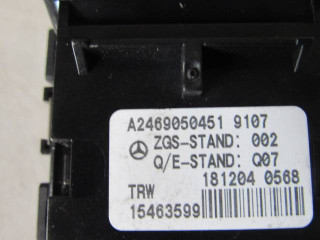 A2469050451 9107
ZGS-STAND: 002
Q/E-STAND: Q07
181204 0568
TRW
15463599